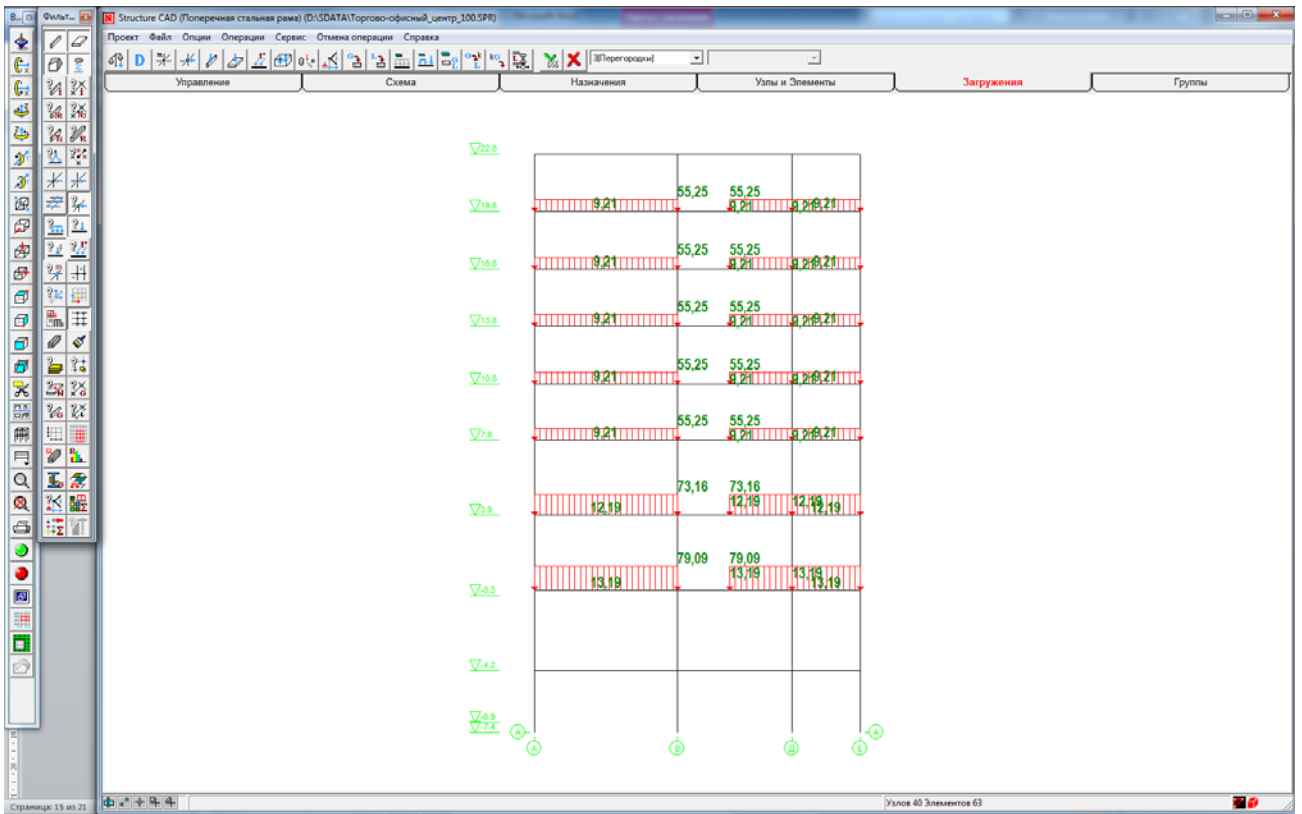 В...
Фильт...
Structure CAD (Поперечная стальная рама) (D:\SDATA\Торгово-офисный_центр_100.SPR)
Проект Файл Опции Операции Сервис Отмена операции Справка
3[Перегородки]
Управление Схема Назначения Узлы и Элементы Загружения Группы
22.8
55,25 55,25
19.8 9,21 9,21 9,21 9,21
55,25 55,25
16.8 9,21 9,21 9,21 9,21
55,25 55,25
13.8 9,21 9,21 9,21 9,21
55,25 55,25
10.8 9,21 9,21 9,21 9,21
55,25 55,25
7.8 9,21 9,21 9,21 9,21
73,16 73,16
3.9 12,19 12,19 12,19 12,19
79,09 79,09
-0.3 13,19 13,19 13,19 13,19
-4.2
-6.9
-7.4
А А
А В Д Е
Страница: 15 из 21
Узлов 40 Элементов 63